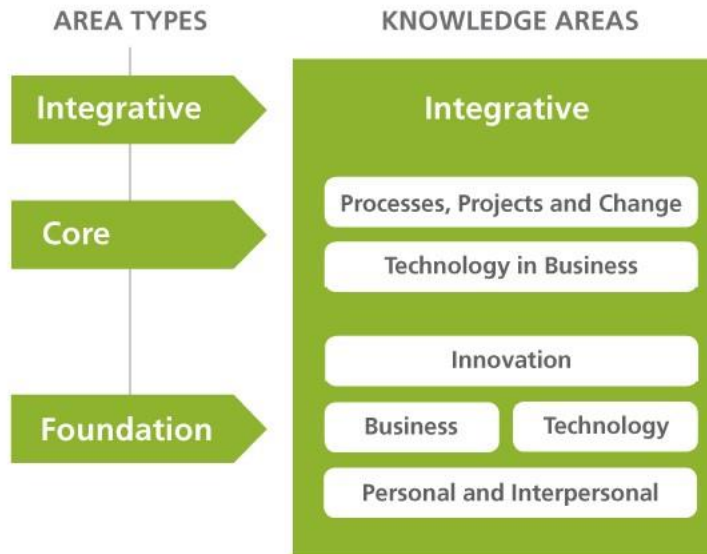 AREA TYPES
KNOWLEDGE AREAS
Integrative
Integrative
Core
Processes, Projects and Change
Technology in Business
Foundation
Innovation
Business
Technology
Personal and Interpersonal